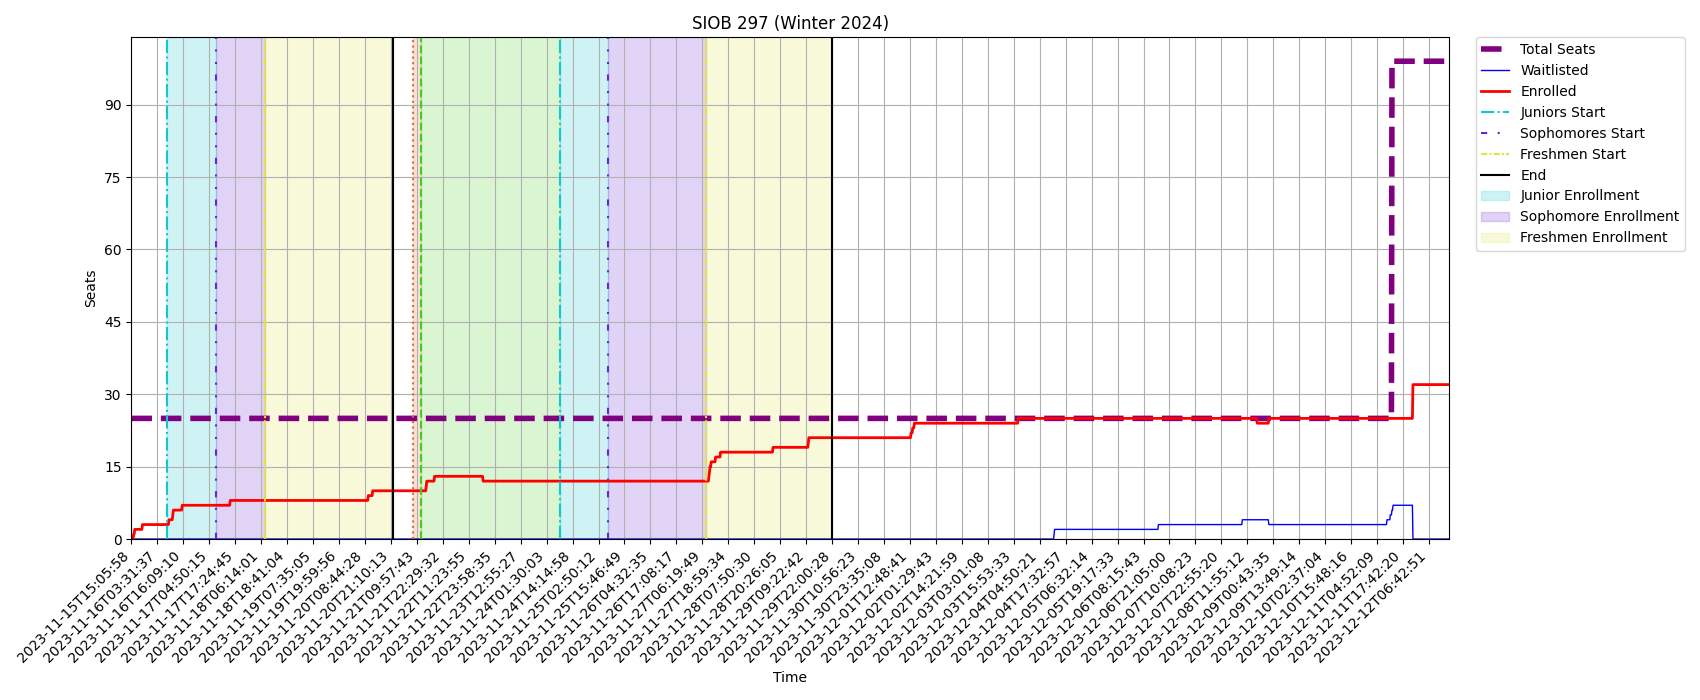 SIOB 297 (Winter 2024)
Seats
90
75
60
45
30
15
0
2023-11-15T15:05:58
2023-11-16T03:31:37
2023-11-16T16:09:10
2023-11-17T04:50:15
2023-11-17T17:24:45
2023-11-18T06:14:01
2023-11-18T18:41:04
2023-11-19T07:35:05
2023-11-19T19:59:56
2023-11-20T08:44:28
2023-11-20T21:10:13
2023-11-21T09:57:43
2023-11-21T22:29:32
2023-11-22T11:23:55
2023-11-22T23:58:35
2023-11-23T12:55:27
2023-11-24T01:30:03
2023-11-24T14:14:58
2023-11-25T02:50:12
2023-11-25T15:46:49
2023-11-26T04:32:35
2023-11-26T17:08:17
2023-11-27T06:19:49
2023-11-27T18:59:34
2023-11-28T07:50:30
2023-11-28T20:26:05
2023-11-29T09:22:42
2023-11-29T22:00:28
2023-11-30T10:56:23
2023-11-30T23:35:08
2023-12-01T12:48:41
2023-12-02T01:29:43
2023-12-02T14:21:59
2023-12-03T03:01:08
2023-12-03T15:53:33
2023-12-04T04:50:21
2023-12-04T17:32:57
2023-12-05T06:32:14
2023-12-05T19:17:33
2023-12-06T08:15:43
2023-12-06T21:05:00
2023-12-07T10:08:23
2023-12-07T22:55:20
2023-12-08T11:55:12
2023-12-09T00:43:35
2023-12-09T13:49:14
2023-12-10T02:37:04
2023-12-10T15:48:16
2023-12-11T04:52:09
2023-12-11T17:42:20
2023-12-12T06:42:51
Time
Total Seats
Waitlisted
Enrolled
Juniors Start
Sophomores Start
Freshmen Start
End
Junior Enrollment
Sophomore Enrollment
Freshmen Enrollment